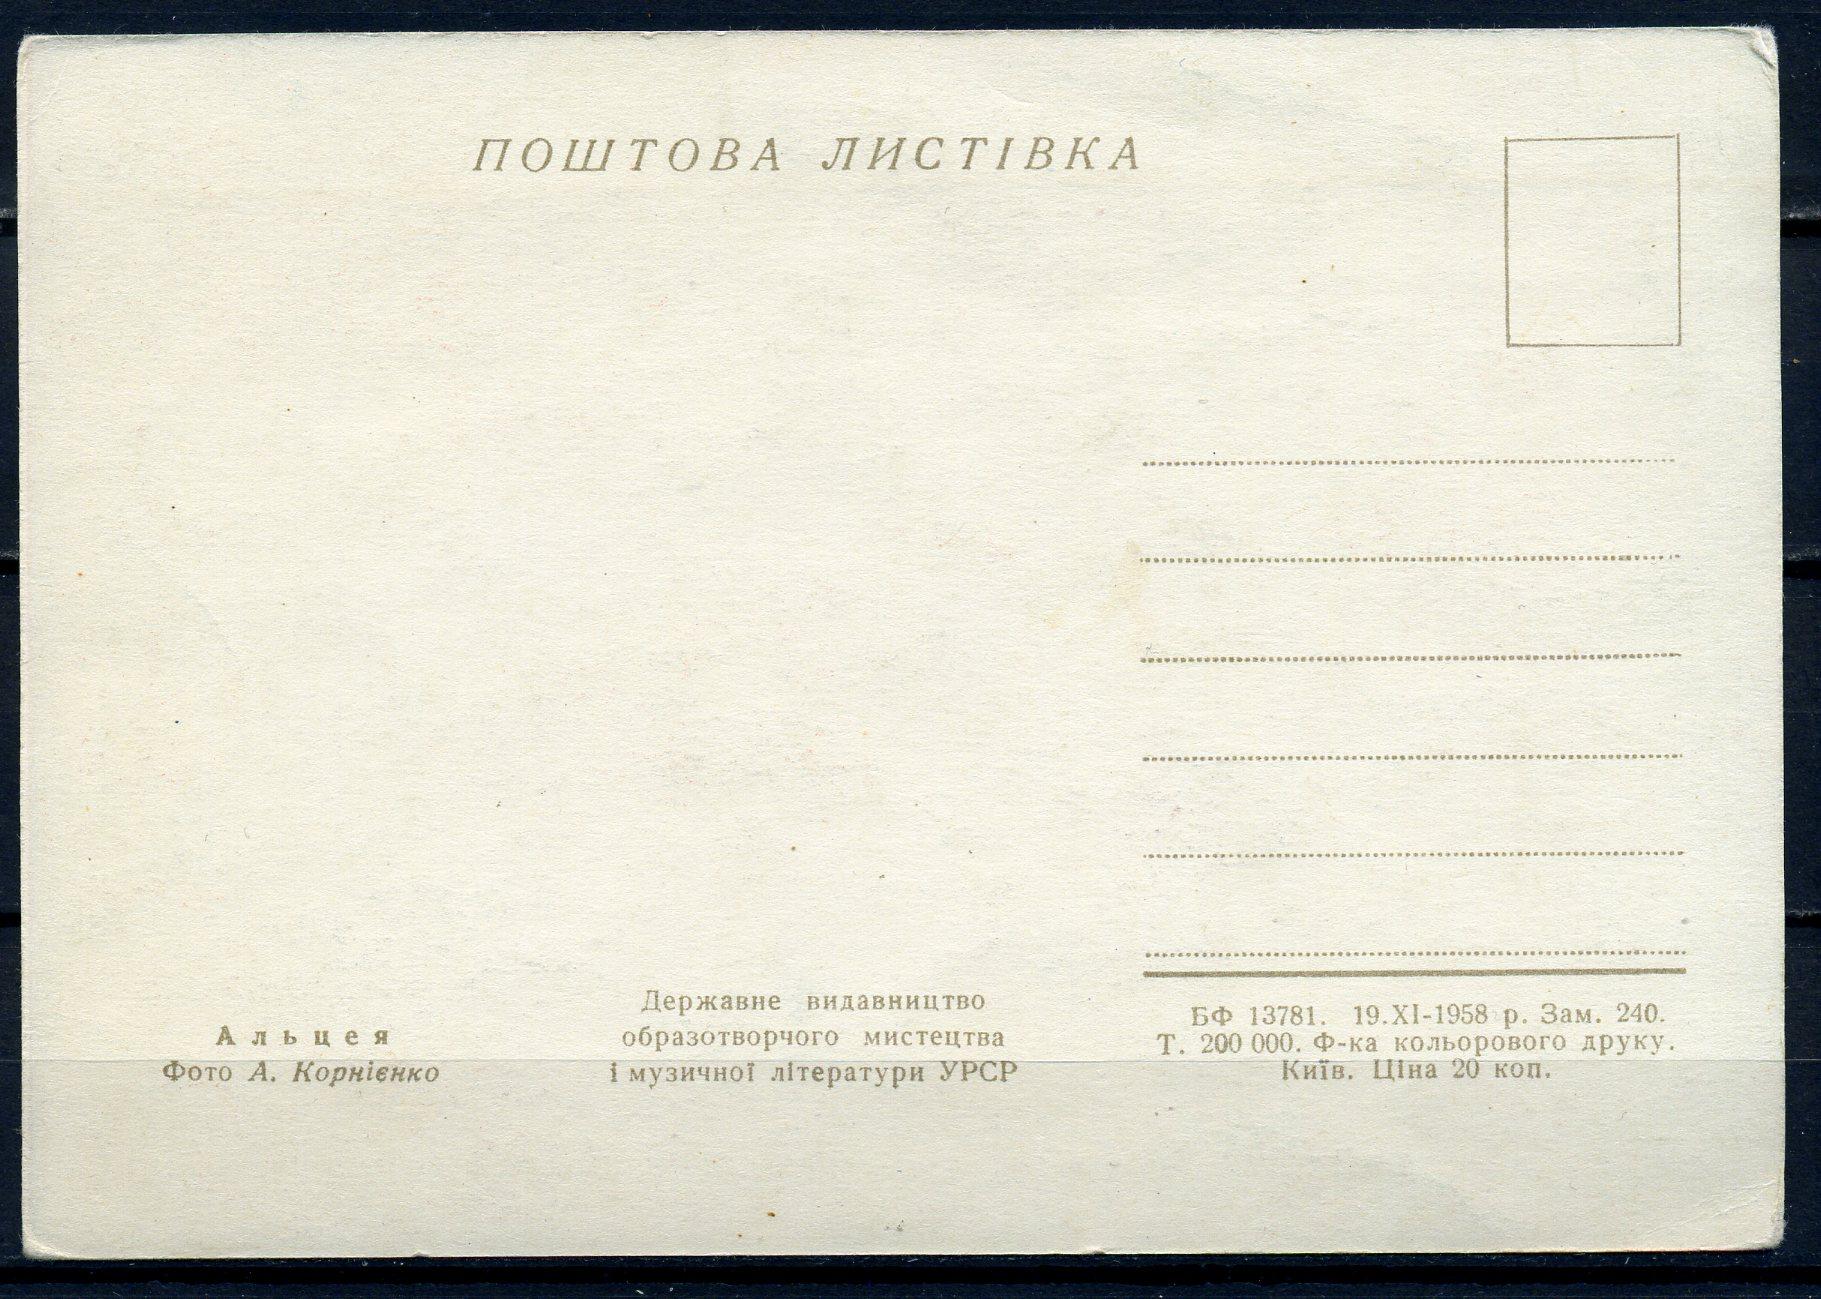 ПОШТОВА ЛИСТІВКА
Альцея
Фото А. Корнієнко
Державне видавництво
образотворчого мистецтва
і музичної літератури УРСР
БФ 13781. 19.XI-1958 р. Зам. 240.
Т. 200 000. Ф-ка кольорового друку.
Київ. Ціна 20 коп.